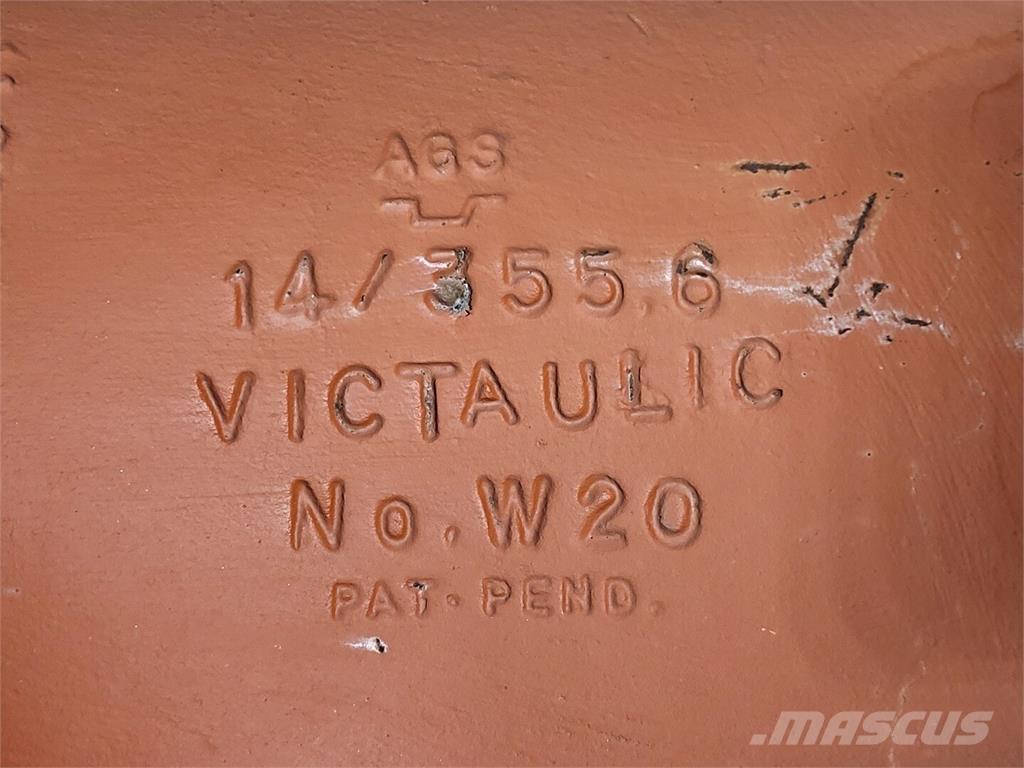 AGS
14/355.6
VICTAULIC
No. W20
PAT. PEND.
MASCUS